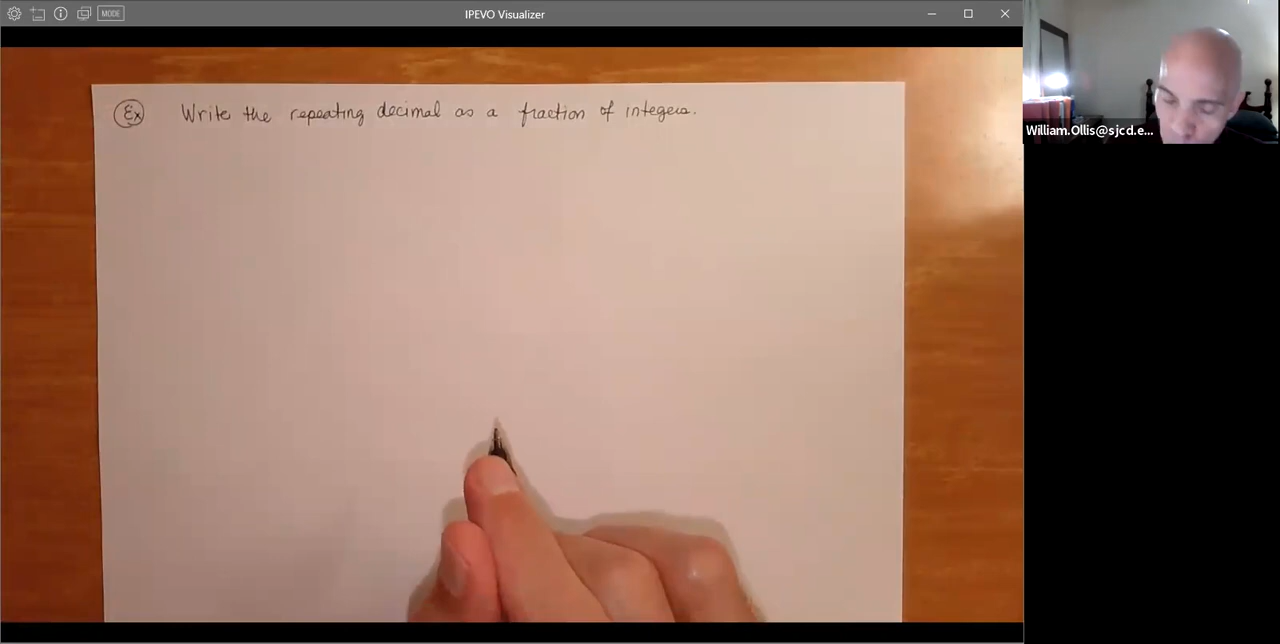 MODE
IPEVO Visualizer
Ex Write the repeating decimal as a fraction of integers.
William.Ollis@sjcd.e...